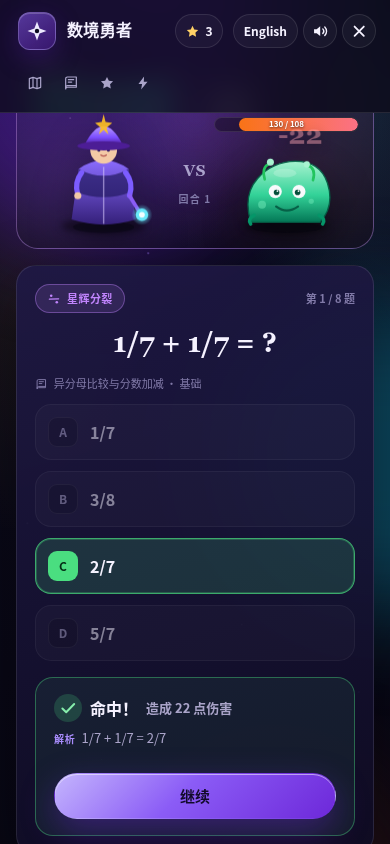 数境勇者
3
English
130 / 108
-22
VS
回合 1
星辉分裂
第 1 / 8 题
1/7 + 1/7 = ?
异分母比较与分数加减 · 基础
A 1/7
B 3/8
C 2/7
D 5/7
命中! 造成 22 点伤害
解析 1/7 + 1/7 = 2/7
继续